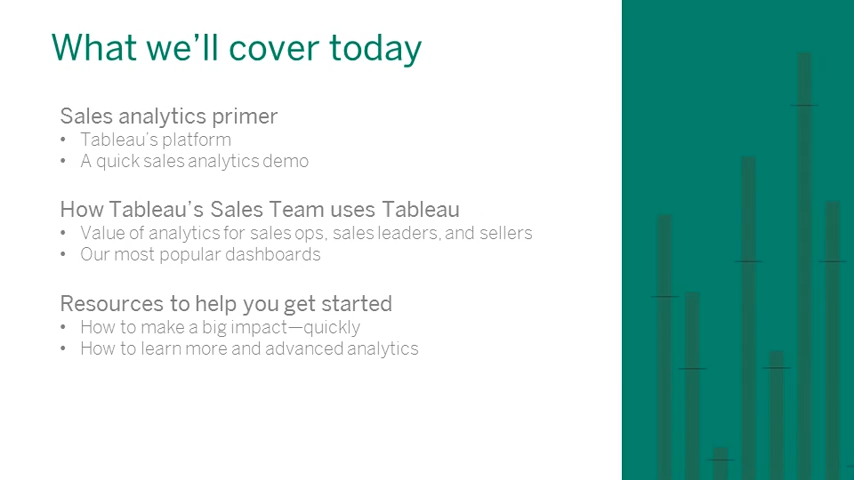 What we’ll cover today
Sales analytics primer
• Tableau’s platform
• A quick sales analytics demo
How Tableau’s Sales Team uses Tableau
• Value of analytics for sales ops, sales leaders, and sellers
• Our most popular dashboards
Resources to help you get started
• How to make a big impact—quickly
• How to learn more and advanced analytics